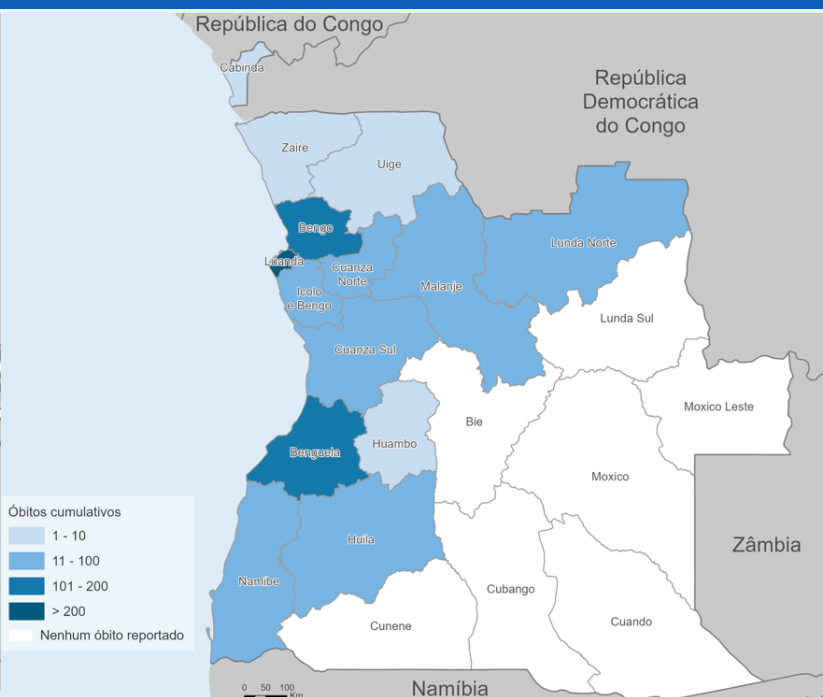 República do Congo
Cabinda
República
Democrática
do Congo
Zaire
Uige
Bengo
Luanda
Cuanza
Norte
Icolo
e Bengo
Malanje
Lunda Norte
Lunda Sul
Cuanza Sul
Moxico Leste
Bie
Huambo
Benguela
Moxico
Óbitos cumulativos
1 - 10
11 - 100
101 - 200
> 200
Nenhum óbito reportado
Huila
Namibe
Zâmbia
Cubango
Cuando
Cunene
Namíbia
0 50 100
Km